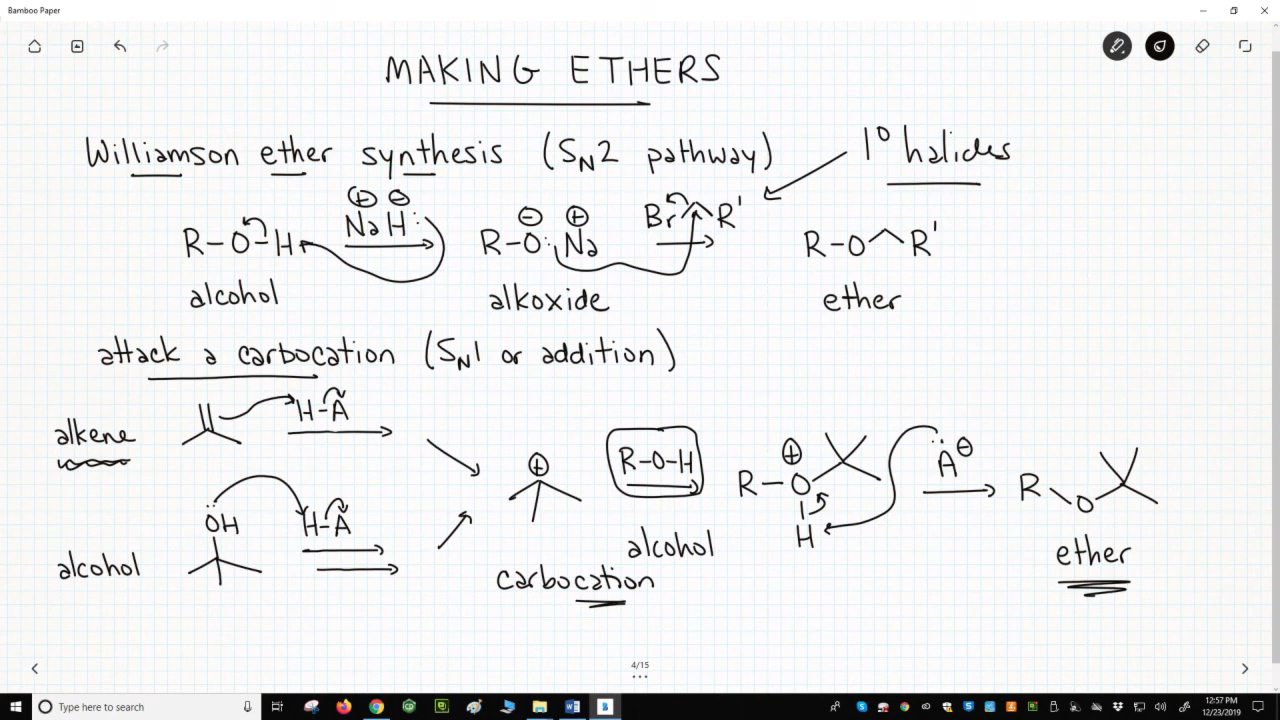 Bamboo Paper
MAKING ETHERS
Williamson ether synthesis (SN2 pathway) 1° halides
R-O-H ⊕ ⊖ NaH: R-O: ⊖ Na ⊕ Br R' R-O R'
alcohol alkoxide ether
attack a carbocation (SN1 or addition)
alkene H-A
⊕ R-O-H R-O ⊕ H A ⊖ R O
alcohol OH H-A
alcohol
carbocation
ether
4/15
Type here to search
12:57 PM
12/23/2019